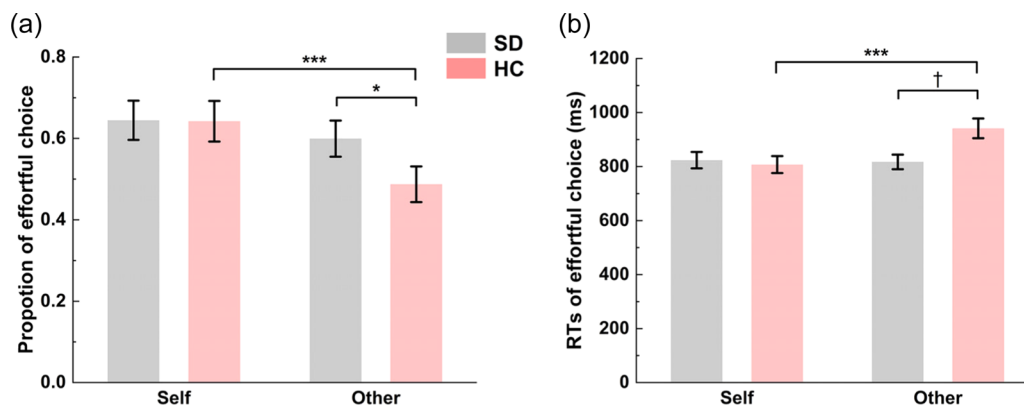 (a)
Propotion of effortful choice
0.8
0.6
0.4
0.2
0.0
SD
HC
***
*
Self
Other
(b)
RTs of effortful choice (ms)
1200
1000
800
600
400
200
0
***
†
Self
Other